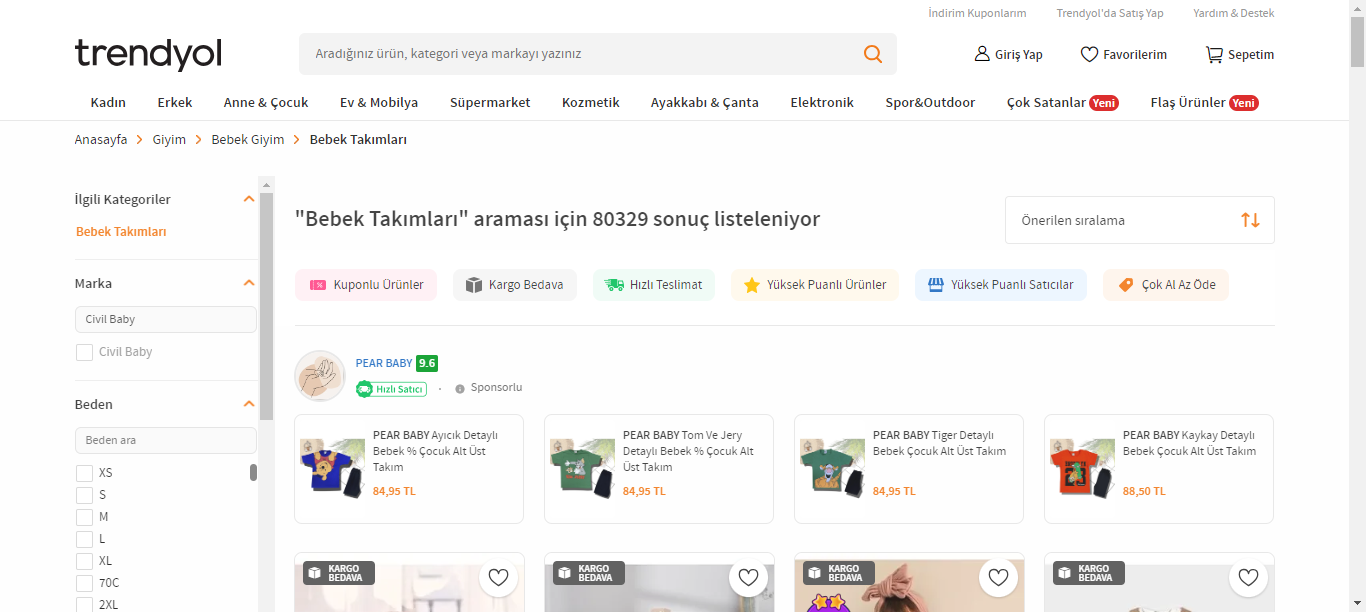 İndirim Kuponlarım Trendyol'da Satış Yap Yardım & Destek
trendyol
Aradığınız ürün, kategori veya markayı yazınız
Giriş Yap Favorilerim Sepetim
Kadın Erkek Anne & Çocuk Ev & Mobilya Süpermarket Kozmetik Ayakkabı & Çanta Elektronik Spor&Outdoor Çok Satanlar Yeni Flaş Ürünler Yeni
Anasayfa Giyim Bebek Giyim Bebek Takımları
İlgili Kategoriler
Bebek Takımları
Marka
Civil Baby
Civil Baby
Beden
Beden ara
XS
S
M
L
XL
70C
2XL
"Bebek Takımları" araması için 80329 sonuç listeleniyor
Önerilen sıralama
Kuponlu Ürünler Kargo Bedava Hızlı Teslimat Yüksek Puanlı Ürünler Yüksek Puanlı Satıcılar Çok Al Az Öde
PEAR BABY 9.6
Hızlı Satıcı Sponsorlu
PEAR BABY Ayıcık Detaylı
Bebek % Çocuk Alt Üst
Takım
84,95 TL
PEAR BABY Tom Ve Jery
Detaylı Bebek % Çocuk Alt
Üst Takım
84,95 TL
PEAR BABY Tiger Detaylı
Bebek Çocuk Alt Üst Takım
84,95 TL
PEAR BABY Kaykay Detaylı
Bebek Çocuk Alt Üst Takım
88,50 TL
KARGO
BEDAVA
KARGO
BEDAVA
KARGO
BEDAVA
KARGO
BEDAVA